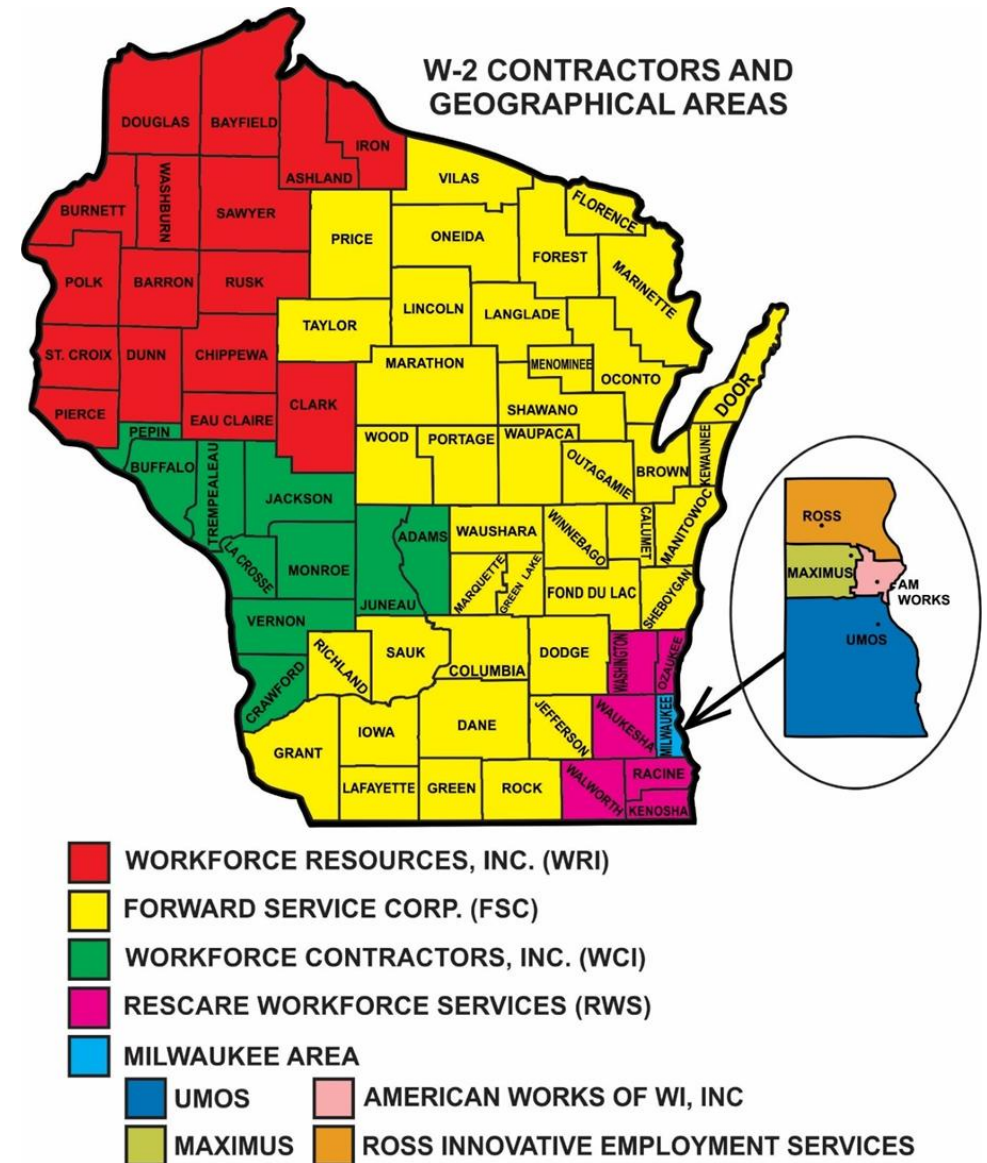 W-2 CONTRACTORS AND
GEOGRAPHICAL AREAS
DOUGLAS
BAYFIELD
IRON
ASHLAND
VILAS
FLORENCE
BURNETT
WASHBURN
SAWYER
PRICE
ONEIDA
FOREST
MARINETTE
POLK
BARRON
RUSK
LINCOLN
LANGLADE
TAYLOR
ST. CROIX
DUNN
CHIPPEWA
MARATHON
MENOMINEE
OCONTO
DOOR
PIERCE
EAU CLAIRE
CLARK
SHAWANO
PEPIN
WOOD
PORTAGE
WAUPACA
OUTAGAMIE
BROWN
KEWAUNEE
BUFFALO
TREMPEALEAU
JACKSON
ADAMS
WAUSHARA
WINNEBAGO
CALUMET
MANITOWOC
LA CROSSE
MONROE
JUNEAU
MARQUETTE
GREEN LAKE
FOND DU LAC
SHEBOYGAN
VERNON
CRAWFORD
RICHLAND
SAUK
COLUMBIA
DODGE
WASHINGTON
OZAUKEE
GRANT
IOWA
DANE
JEFFERSON
WAUKESHA
MILWAUKEE
LAFAYETTE
GREEN
ROCK
WALWORTH
RACINE
KENOSHA
ROSS
MAXIMUS
AM
WORKS
UMOS
WORKFORCE RESOURCES, INC. (WRI)
FORWARD SERVICE CORP. (FSC)
WORKFORCE CONTRACTORS, INC. (WCI)
RESCARE WORKFORCE SERVICES (RWS)
MILWAUKEE AREA
UMOS
AMERICAN WORKS OF WI, INC
MAXIMUS
ROSS INNOVATIVE EMPLOYMENT SERVICES